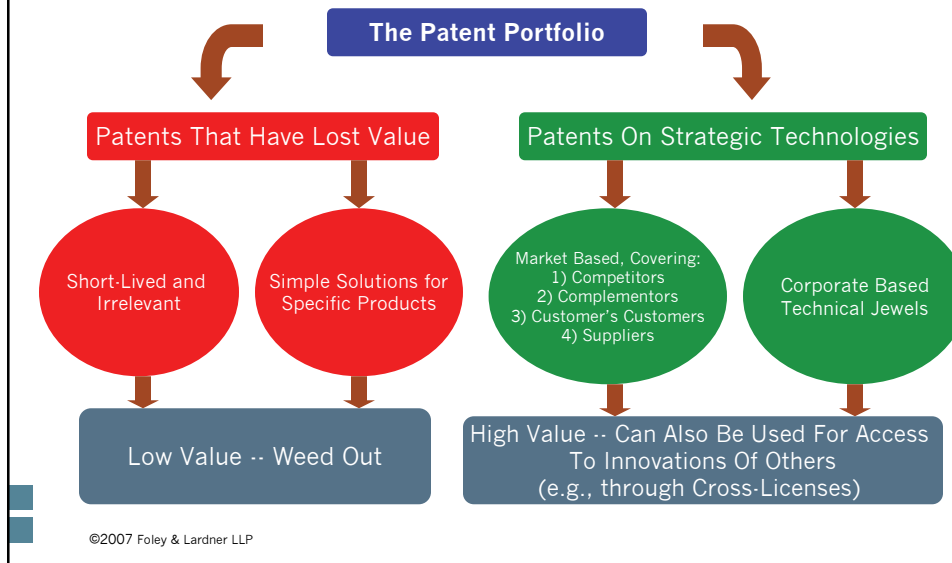 The Patent Portfolio
Patents That Have Lost Value
Patents On Strategic Technologies
Short-Lived and
Irrelevant
Simple Solutions for
Specific Products
Market Based, Covering:
1) Competitors
2) Complementors
3) Customer's Customers
4) Suppliers
Corporate Based
Technical Jewels
Low Value -- Weed Out
High Value -- Can Also Be Used For Access
To Innovations Of Others
(e.g., through Cross-Licenses)
©2007 Foley & Lardner LLP